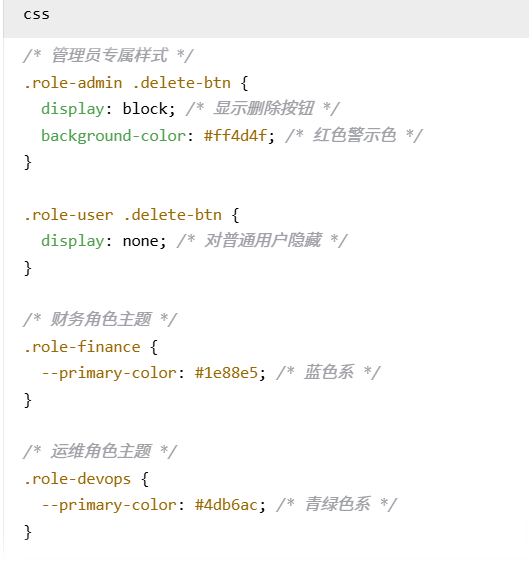 css
/* 管理员专属样式 */
.role-admin .delete-btn {
  display: block; /* 显示删除按钮 */
  background-color: #ff4d4f; /* 红色警示色 */
}
.role-user .delete-btn {
  display: none; /* 对普通用户隐藏 */
}
/* 财务角色主题 */
.role-finance {
  --primary-color: #1e88e5; /* 蓝色系 */
}
/* 运维角色主题 */
.role-devops {
  --primary-color: #4db6ac; /* 青绿色系 */
}